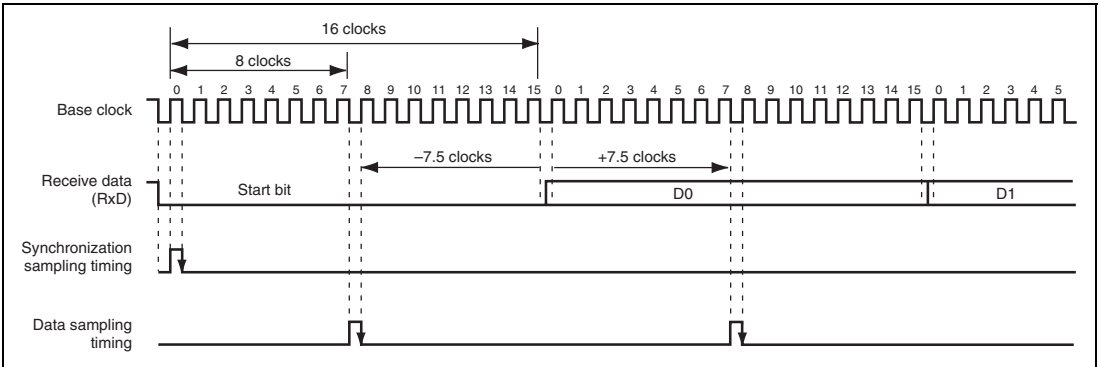 16 clocks
8 clocks
0 1 2 3 4 5 6 7 8 9 10 11 12 13 14 15 0 1 2 3 4 5 6 7 8 9 10 11 12 13 14 15 0 1 2 3 4 5
Base clock
–7.5 clocks +7.5 clocks
Receive data
(RxD)
Start bit D0 D1
Synchronization
sampling timing
Data sampling
timing